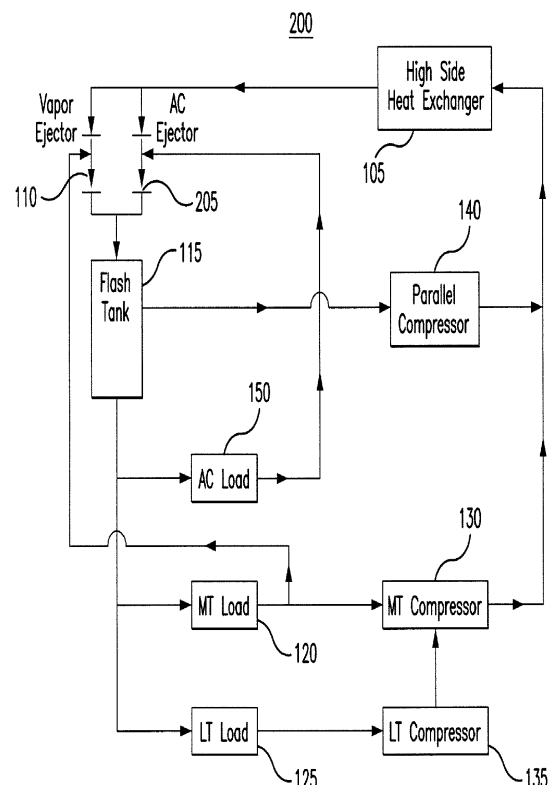 200
High Side
Heat Exchanger
105
Vapor
Ejector
AC
Ejector
110
205
115
Flash
Tank
140
Parallel
Compressor
150
AC Load
130
MT Load
120
MT Compressor
LT Load
125
LT Compressor
135